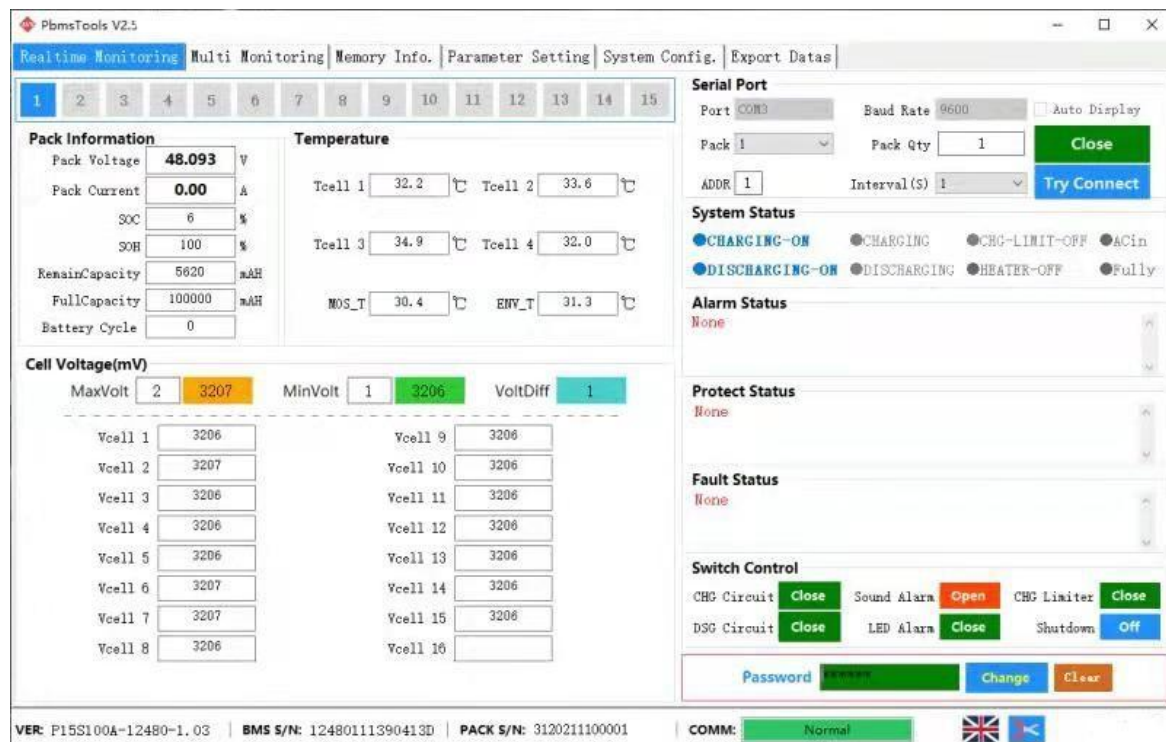 PbmsTools V2.5
Realtime Monitoring Multi Monitoring Memory Info. Parameter Setting System Config. Export Datas
1 2 3 4 5 6 7 8 9 10 11 12 13 14 15
Pack Information
Pack Voltage 48.093 V
Pack Current 0.00 A
SOC 6 %
SOH 100 %
RemainCapacity 5620 mAH
FullCapacity 100000 mAH
Battery Cycle 0
Temperature
Tcell 1 32.2 ℃ Tcell 2 33.6 ℃
Tcell 3 34.9 ℃ Tcell 4 32.0 ℃
MOS_T 30.4 ℃ ENV_T 31.3 ℃
Cell Voltage(mV)
MaxVolt 2 3207 MinVolt 1 3206 VoltDiff 1
Vcell 1 3206 Vcell 9 3206
Vcell 2 3207 Vcell 10 3206
Vcell 3 3206 Vcell 11 3206
Vcell 4 3206 Vcell 12 3206
Vcell 5 3206 Vcell 13 3206
Vcell 6 3207 Vcell 14 3206
Vcell 7 3207 Vcell 15 3206
Vcell 8 3206 Vcell 16
Serial Port
Port COM3 Baud Rate 9600 Auto Display
Pack 1 Pack Qty 1 Close
ADDR 1 Interval(S) 1 Try Connect
System Status
CHARGING-ON CHARGING CHG-LIMIT-OFF ACin
DISCHARGING-ON DISCHARGING HEATER-OFF Fully
Alarm Status
None
Protect Status
None
Fault Status
None
Switch Control
CHG Circuit Close Sound Alarm Open CHG Limiter Close
DSG Circuit Close LED Alarm Close Shutdown Off
Password ****** Change Clear
VER: P15S100A-12480-1.03 BMS S/N: 12480111390413D PACK S/N: 3120211100001 COMM: Normal